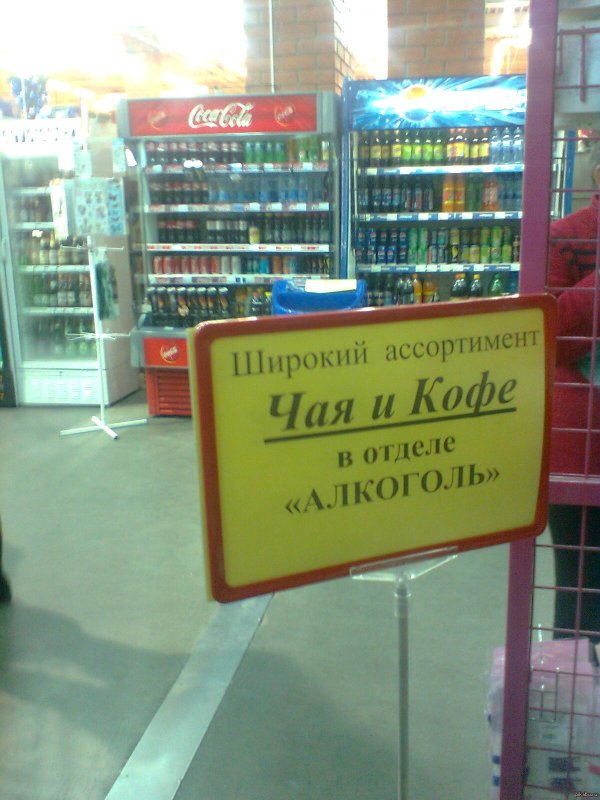 Coca-Cola
Широкий ассортимент
Чая и Кофе
в отделе
«АЛКОГОЛЬ»